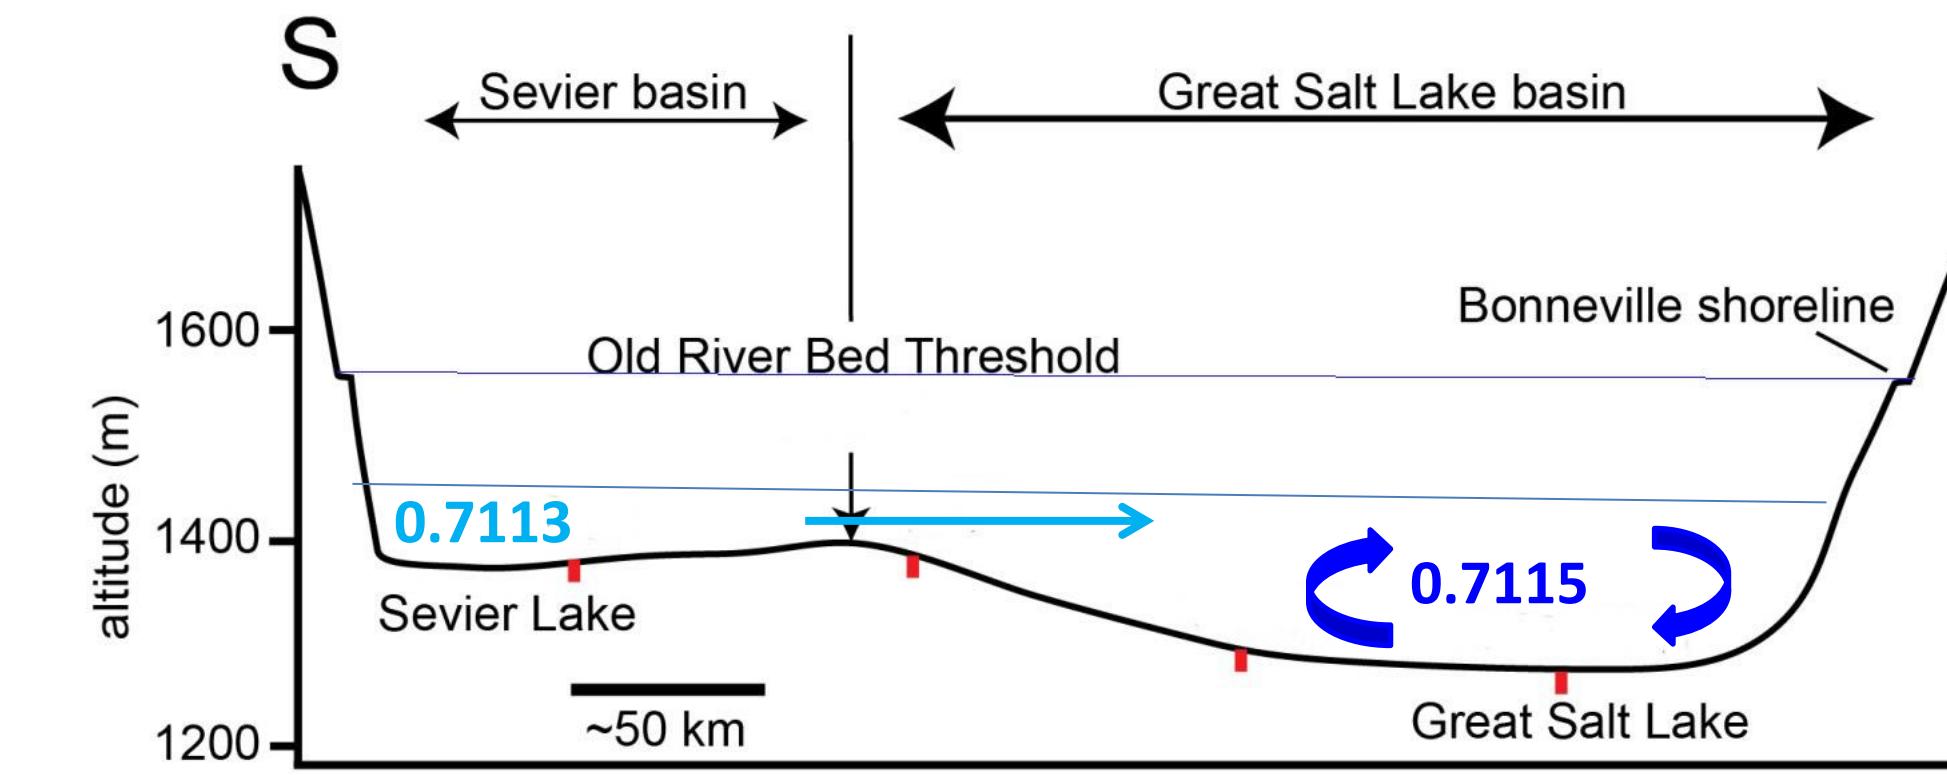 S
Sevier basin
Great Salt Lake basin
Bonneville shoreline
1600
Old River Bed Threshold
altitude (m)
0.7113
1400
0.7115
Sevier Lake
~50 km
Great Salt Lake
1200